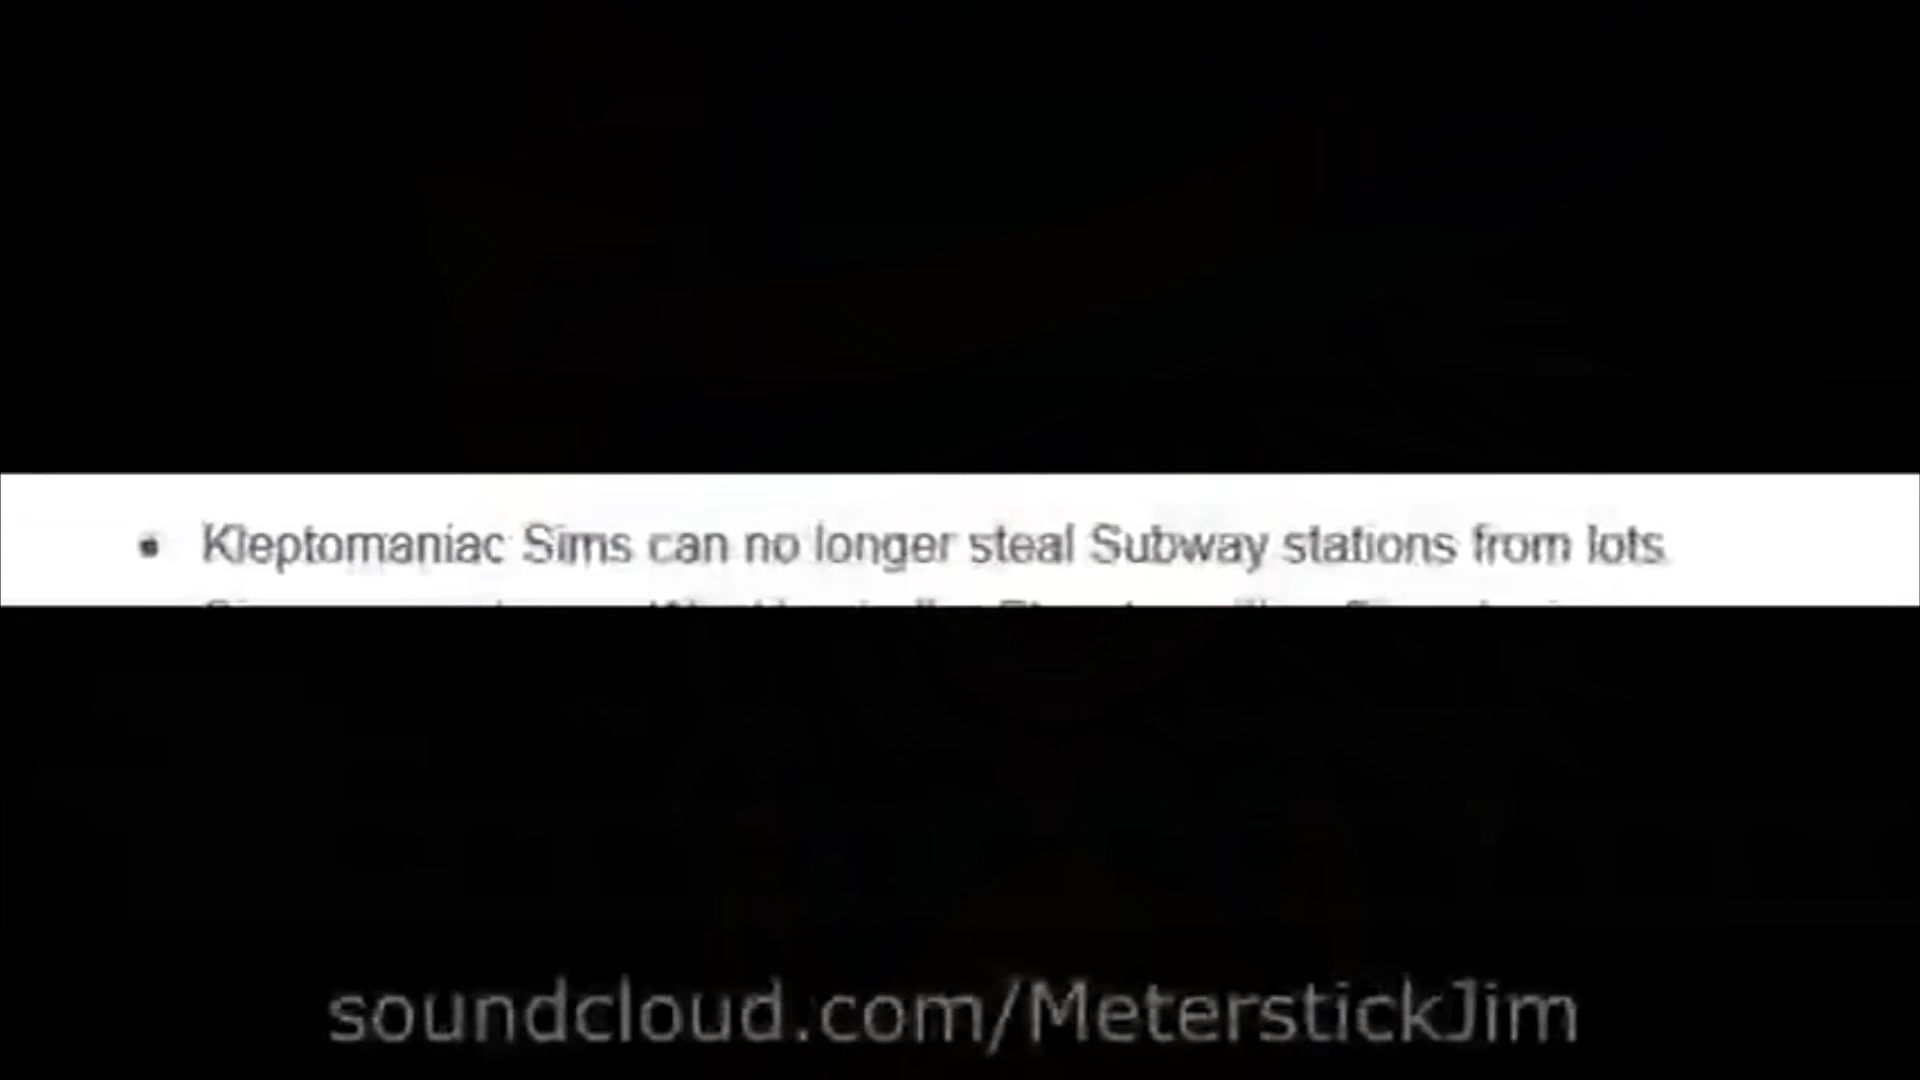 • Kleptomaniac Sims can no longer steal Subway stations from lots.
soundcloud.com/MeterstickJim